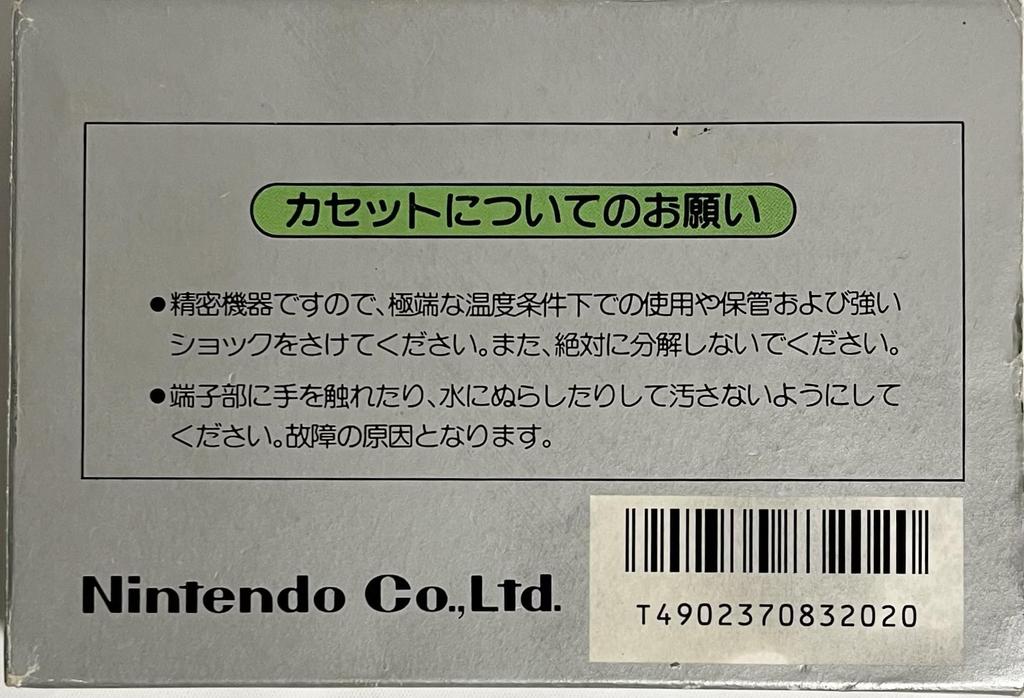 カセットについてのお願い
●精密機器ですので、極端な温度条件下での使用や保管および強い
ショックをさけてください。また、絶対に分解しないでください。
●端子部に手を触れたり、水にぬらしたりして汚さないようにして
ください。故障の原因となります。
Nintendo Co.,Ltd.
T4902370832020